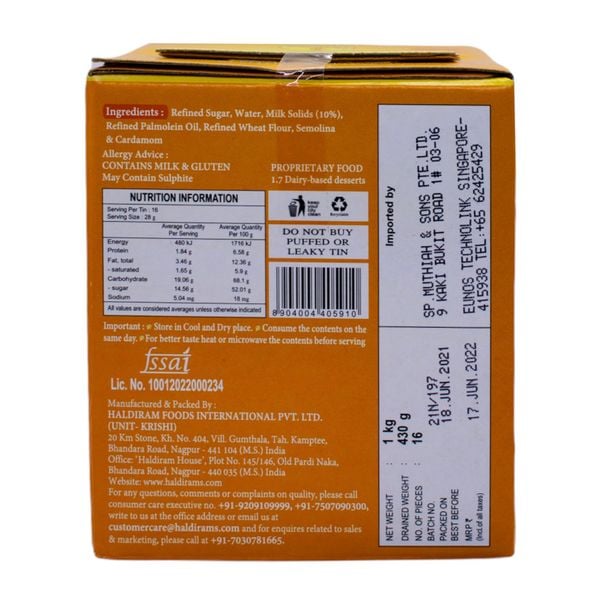 Ingredients : Refined Sugar, Water, Milk Solids (10%),
Refined Palmolein Oil, Refined Wheat Flour, Semolina
& Cardamom
Allergy Advice :
CONTAINS MILK & GLUTEN
May Contain Sulphite
PROPRIETARY FOOD
1.7 Dairy-based desserts
NUTRITION INFORMATION
Serving Per Tin : 16
Serving Size : 28 g
Average Quantity Per Serving
Average Quantity Per 100 g
Energy 480 kJ 1716 kJ
Protein 1.84 g 6.58 g
Fat, total 3.46 g 12.36 g
- saturated 1.65 g 5.9 g
Carbohydrate 19.06 g 68.1 g
- sugar 14.56 g 52.01 g
Sodium 5.04 mg 18 mg
All values are considered averages unless otherwise indicated
keep your city clean
Recyclable
DO NOT BUY
PUFFED OR
LEAKY TIN
8904004405910
Important : Store in Cool and Dry place. Consume the contents on the
same day. For better taste heat or microwave the contents before serving
fssai
Lic. No. 10012022000234
Manufactured & Packed By :
HALDIRAM FOODS INTERNATIONAL PVT. LTD.
(UNIT- KRISHI)
20 Km Stone, Kh. No. 404, Vill. Gumthala, Tah. Kamptee,
Bhandara Road, Nagpur - 441 104 (M.S.) India
Office: 'Haldiram House', Plot No. 145/146, Old Pardi Naka,
Bhandara Road, Nagpur - 440 035 (M.S.) India
Website: www.haldirams.com
For any questions, comments or complaints on quality, please call
consumer care executive no. +91-9209109999, +91-7507090300,
write to us at the office address or email us at
customercare@haldirams.com and for enquires related to sales
& marketing, please call at +91-7030781665.
Imported by
SP.MUTHIAH & SONS PTE.LTD.
9 KAKI BUKIT ROAD 1# 03-06
EUNOS TECHNOLINK SINGAPORE-
415938 TEL:+65 62425429
NET WEIGHT : 1 kg
DRAINED WEIGHT : 430 g
NO. OF PIECES : 16
BATCH NO. 21N/197
PACKED ON 18.JUN.2021
BEST BEFORE 17.JUN.2022
MRP ₹
(Incl.of all taxes)